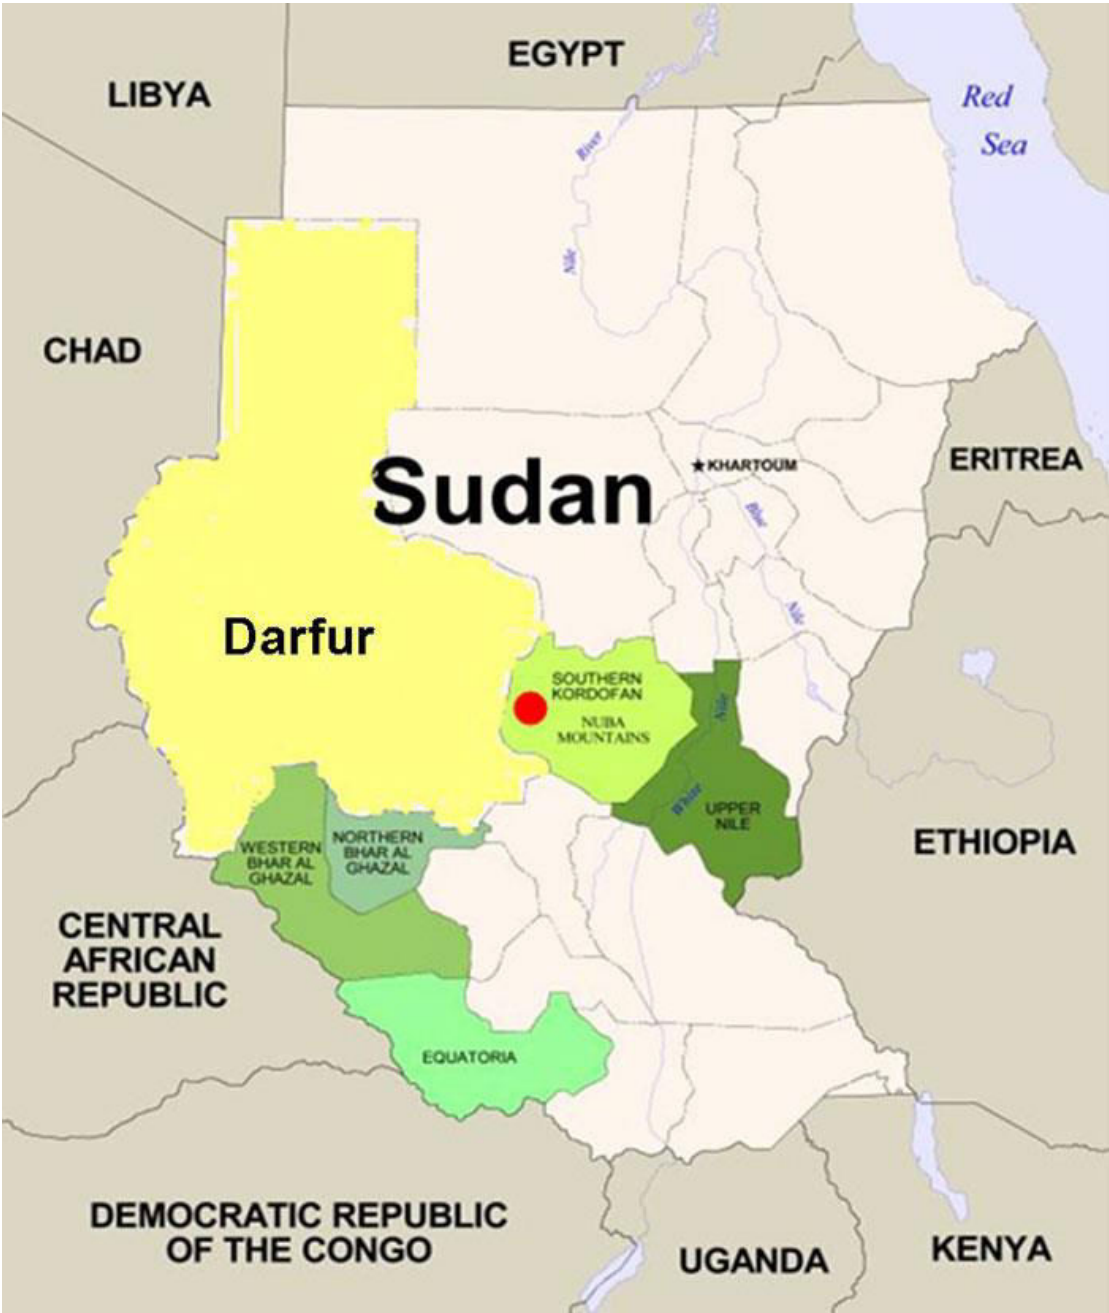 EGYPT
LIBYA
Red
Sea
River
Nile
CHAD
ERITREA
Sudan
KHARTOUM
Blue
Nile
Darfur
SOUTHERN
KORDOFAN
NUBA
MOUNTAINS
Nile
White
UPPER
NILE
WESTERN
BHAR AL
GHAZAL
NORTHERN
BHAR AL
GHAZAL
ETHIOPIA
CENTRAL
AFRICAN
REPUBLIC
EQUATORIA
DEMOCRATIC REPUBLIC
OF THE CONGO
UGANDA
KENYA